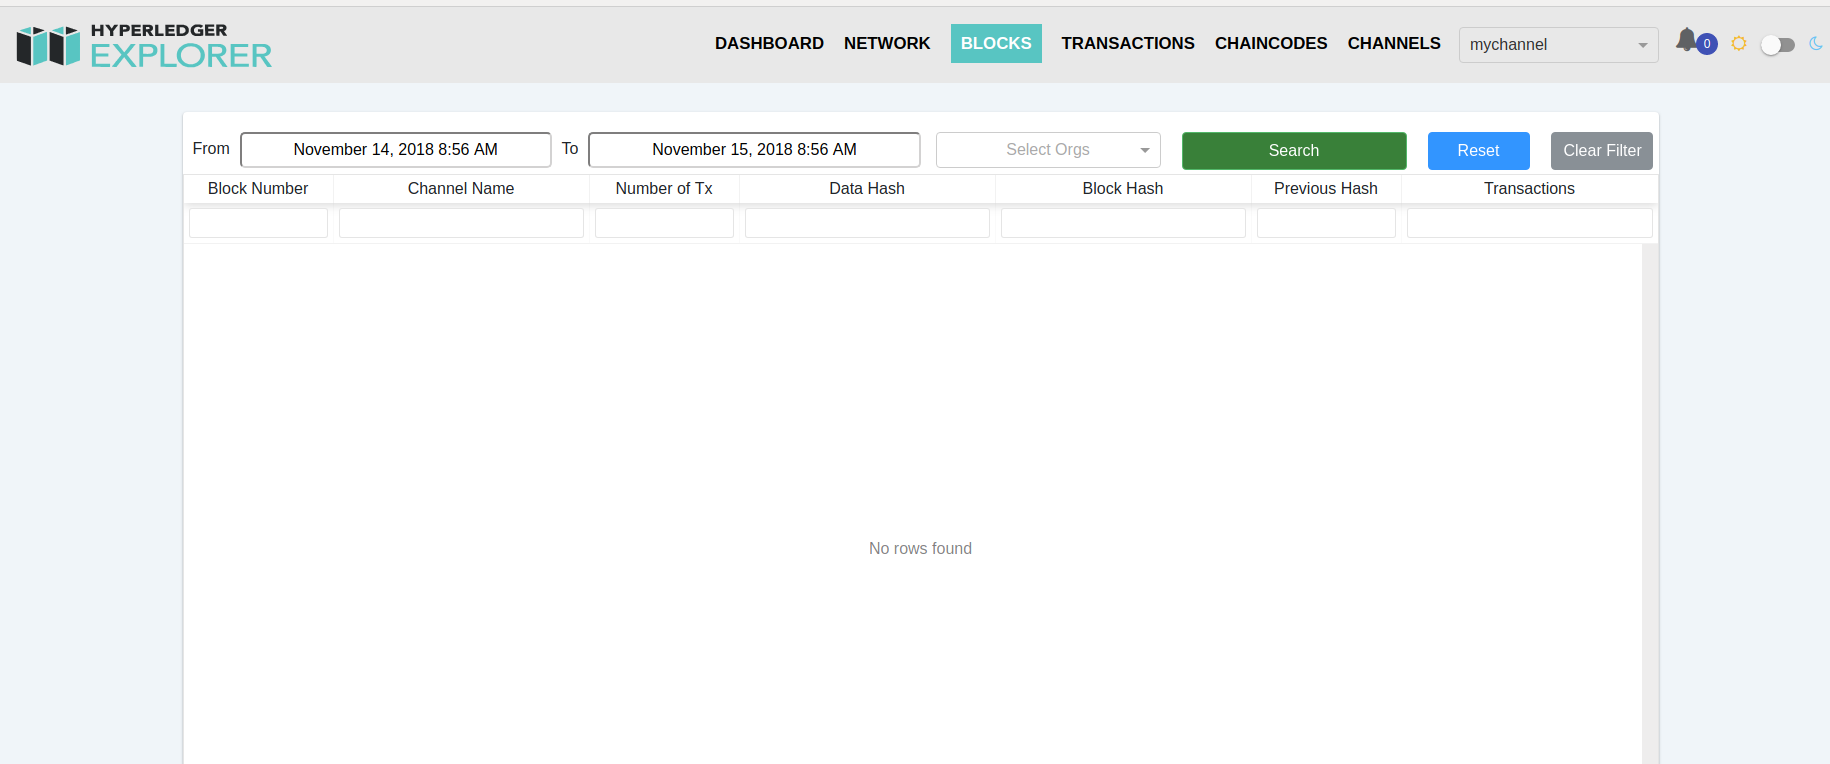 HYPERLEDGER
EXPLORER
DASHBOARD NETWORK BLOCKS TRANSACTIONS CHAINCODES CHANNELS mychannel 0
From November 14, 2018 8:56 AM To November 15, 2018 8:56 AM Select Orgs Search Reset Clear Filter
Block Number Channel Name Number of Tx Data Hash Block Hash Previous Hash Transactions
No rows found